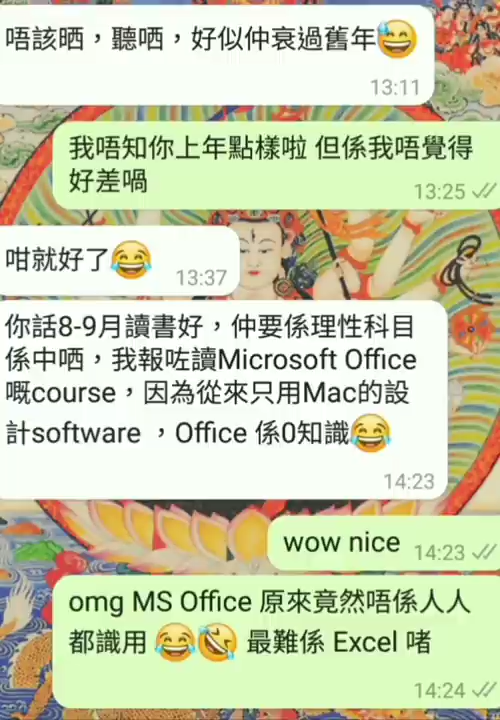 唔該晒，聽哂，好似仲衰過舊年😅
13:11
我唔知你上年點樣啦 但係我唔覺得
好差喎
13:25
咁就好了😂
13:37
你話8-9月讀書好，仲要係理性科目
係中哂，我報咗讀Microsoft Office
嘅course，因為從來只用Mac的設
計software ，Office 係0知識😂
14:23
wow nice
14:23
omg MS Office 原來竟然唔係人人
都識用 😂🤣 最難係 Excel 啫
14:24